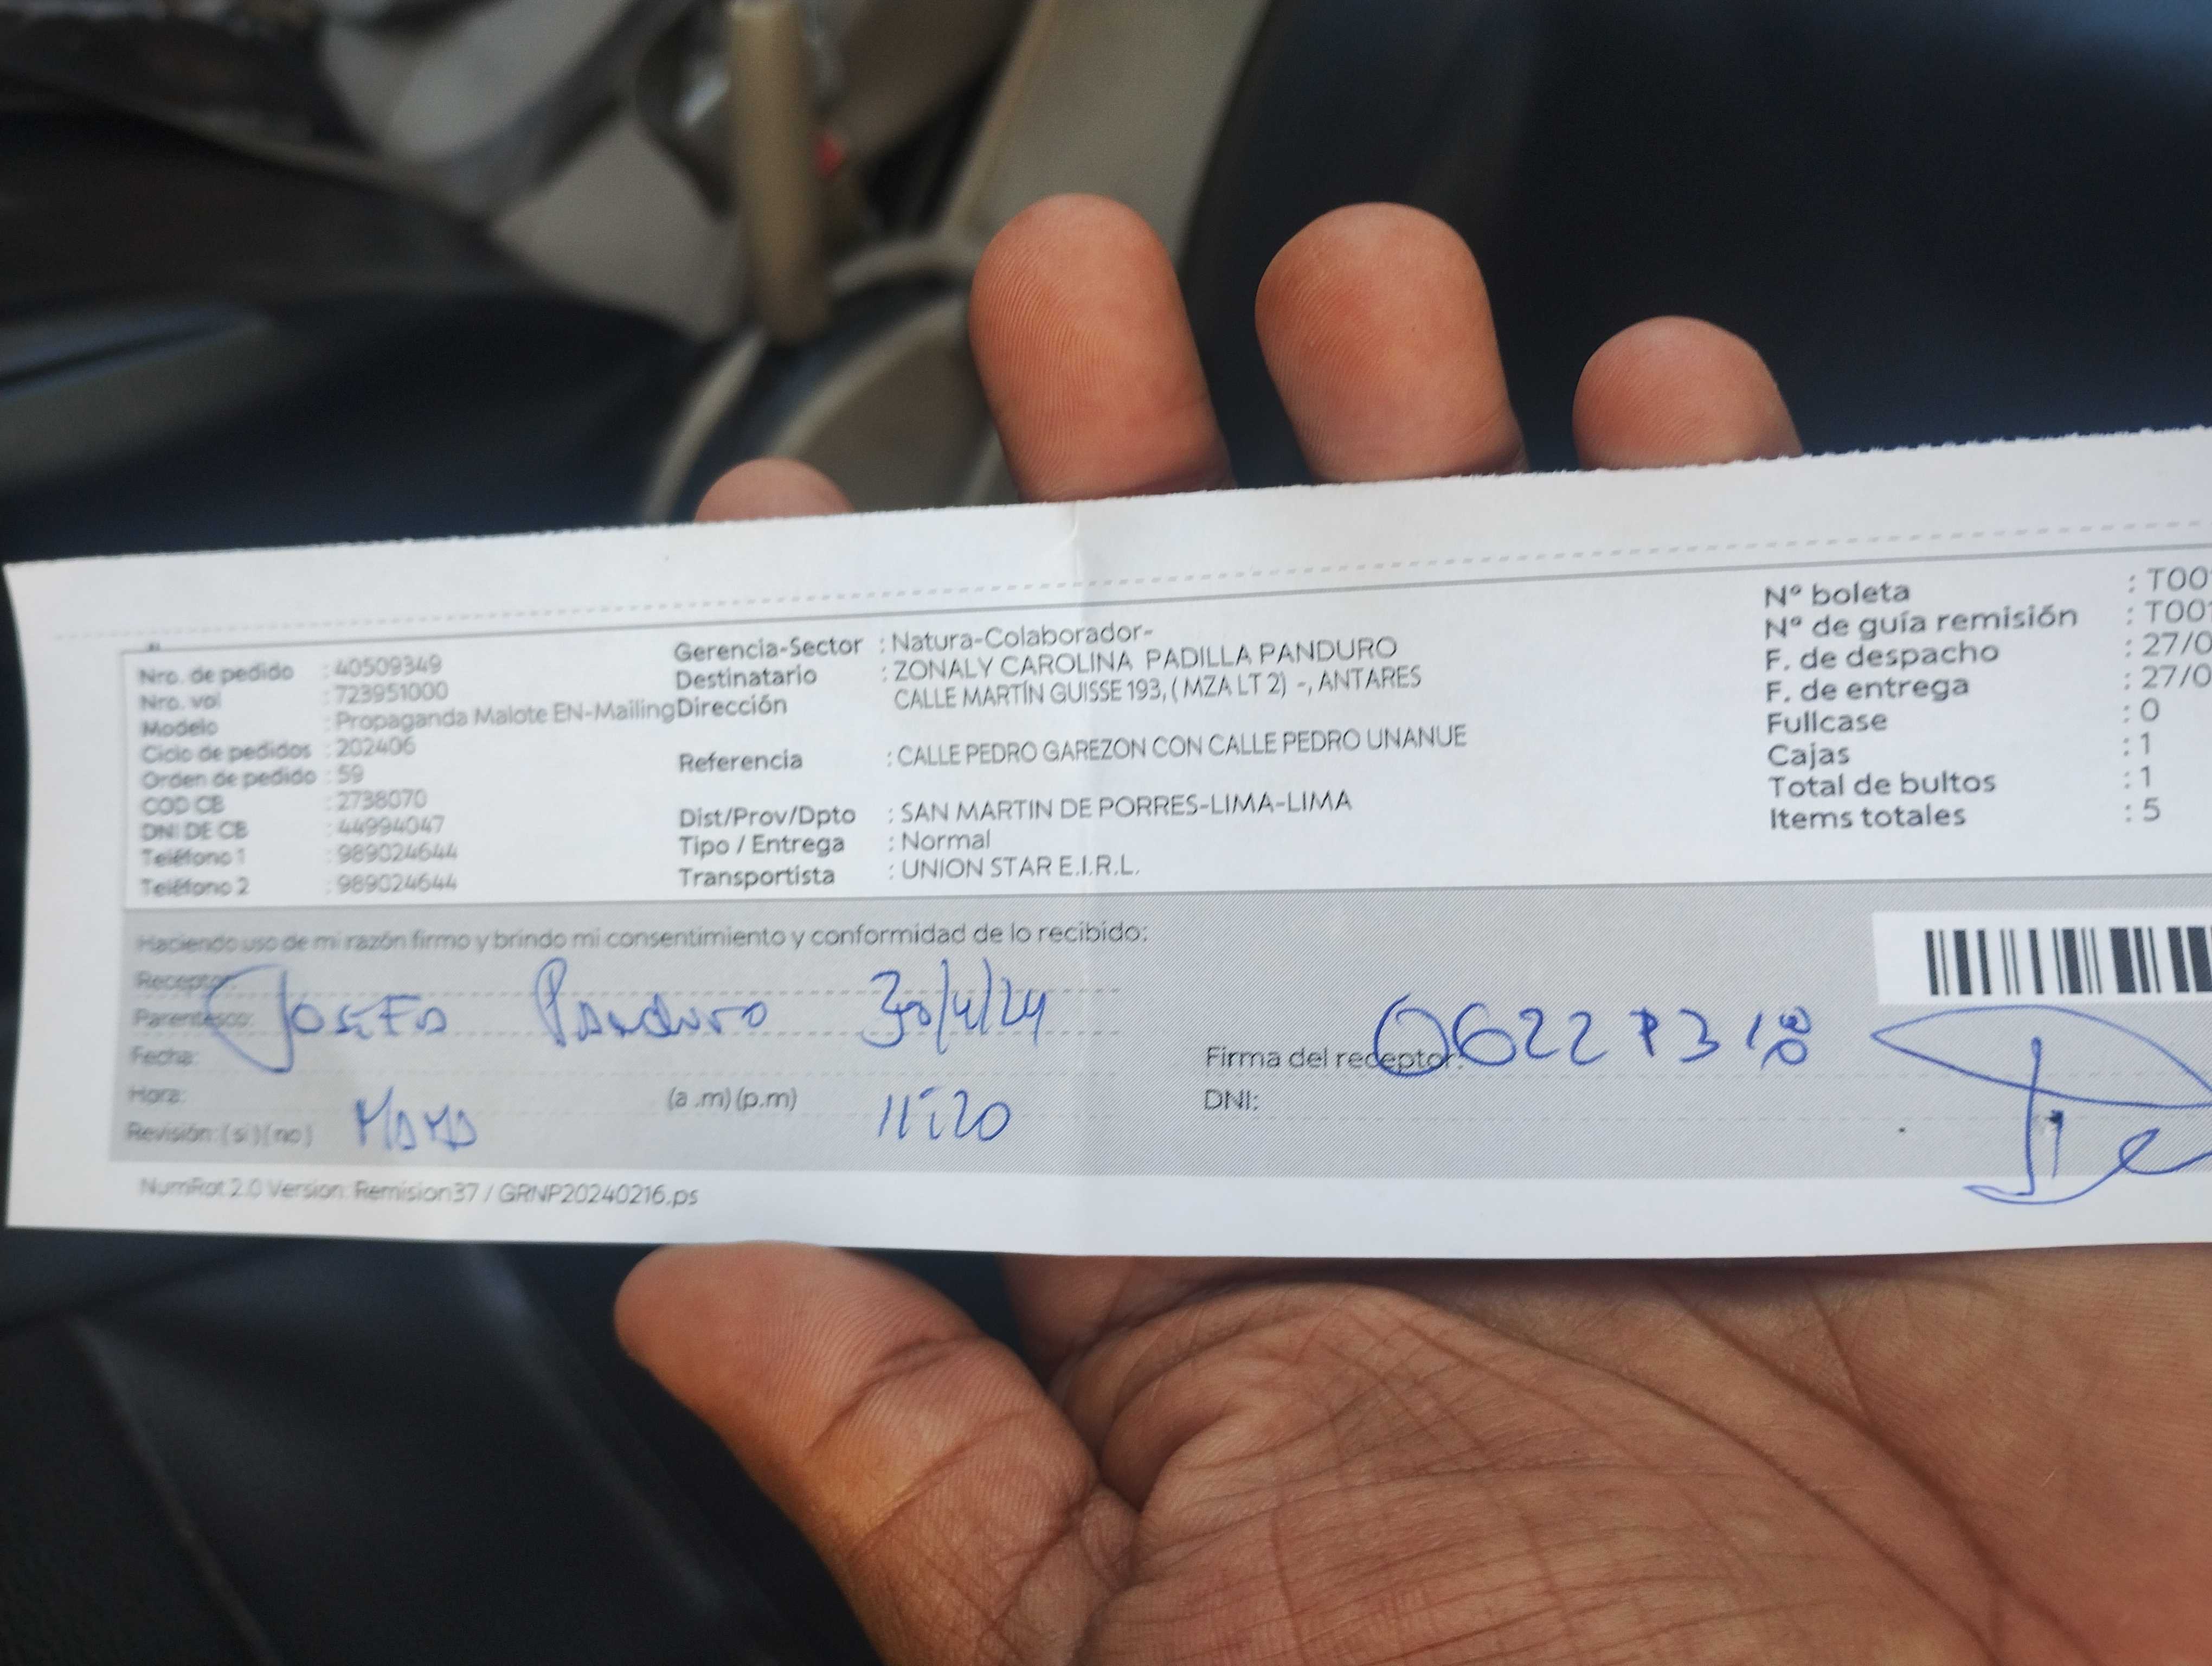 Nro. de pedido : 40509349
Nro. vol : 723951000
Modelo : Propaganda Malote EN-Mailing
Ciclo de pedidos : 202406
Orden de pedido : 59
COD CB : 2738070
DNI DE CB : 44994047
Teléfono 1 : 989024644
Teléfono 2 : 989024644
Gerencia-Sector : Natura-Colaborador-
Destinatario : ZONALY CAROLINA PADILLA PANDURO
Dirección CALLE MARTÍN GUISSE 193, ( MZA LT 2) -, ANTARES
Referencia : CALLE PEDRO GAREZON CON CALLE PEDRO UNANUE
Dist/Prov/Dpto : SAN MARTIN DE PORRES-LIMA-LIMA
Tipo / Entrega : Normal
Transportista : UNION STAR E.I.R.L.
N° boleta : T00
N° de guía remisión : T001
F. de despacho : 27/0
F. de entrega : 27/0
Fullcase : 0
Cajas : 1
Total de bultos : 1
Items totales : 5
Haciendo uso de mi razón firmo y brindo mi consentimiento y conformidad de lo recibido:
Receptor:
Parentesco: Josefa Panduro 30/4/24
Fecha:
Hora: (a .m) (p.m) 11:20
Revisión: ( si ) ( no ) MAMA
Firma del receptor:
DNI:
NumRot 2.0 Version: Remision37 / GRNP20240216.ps